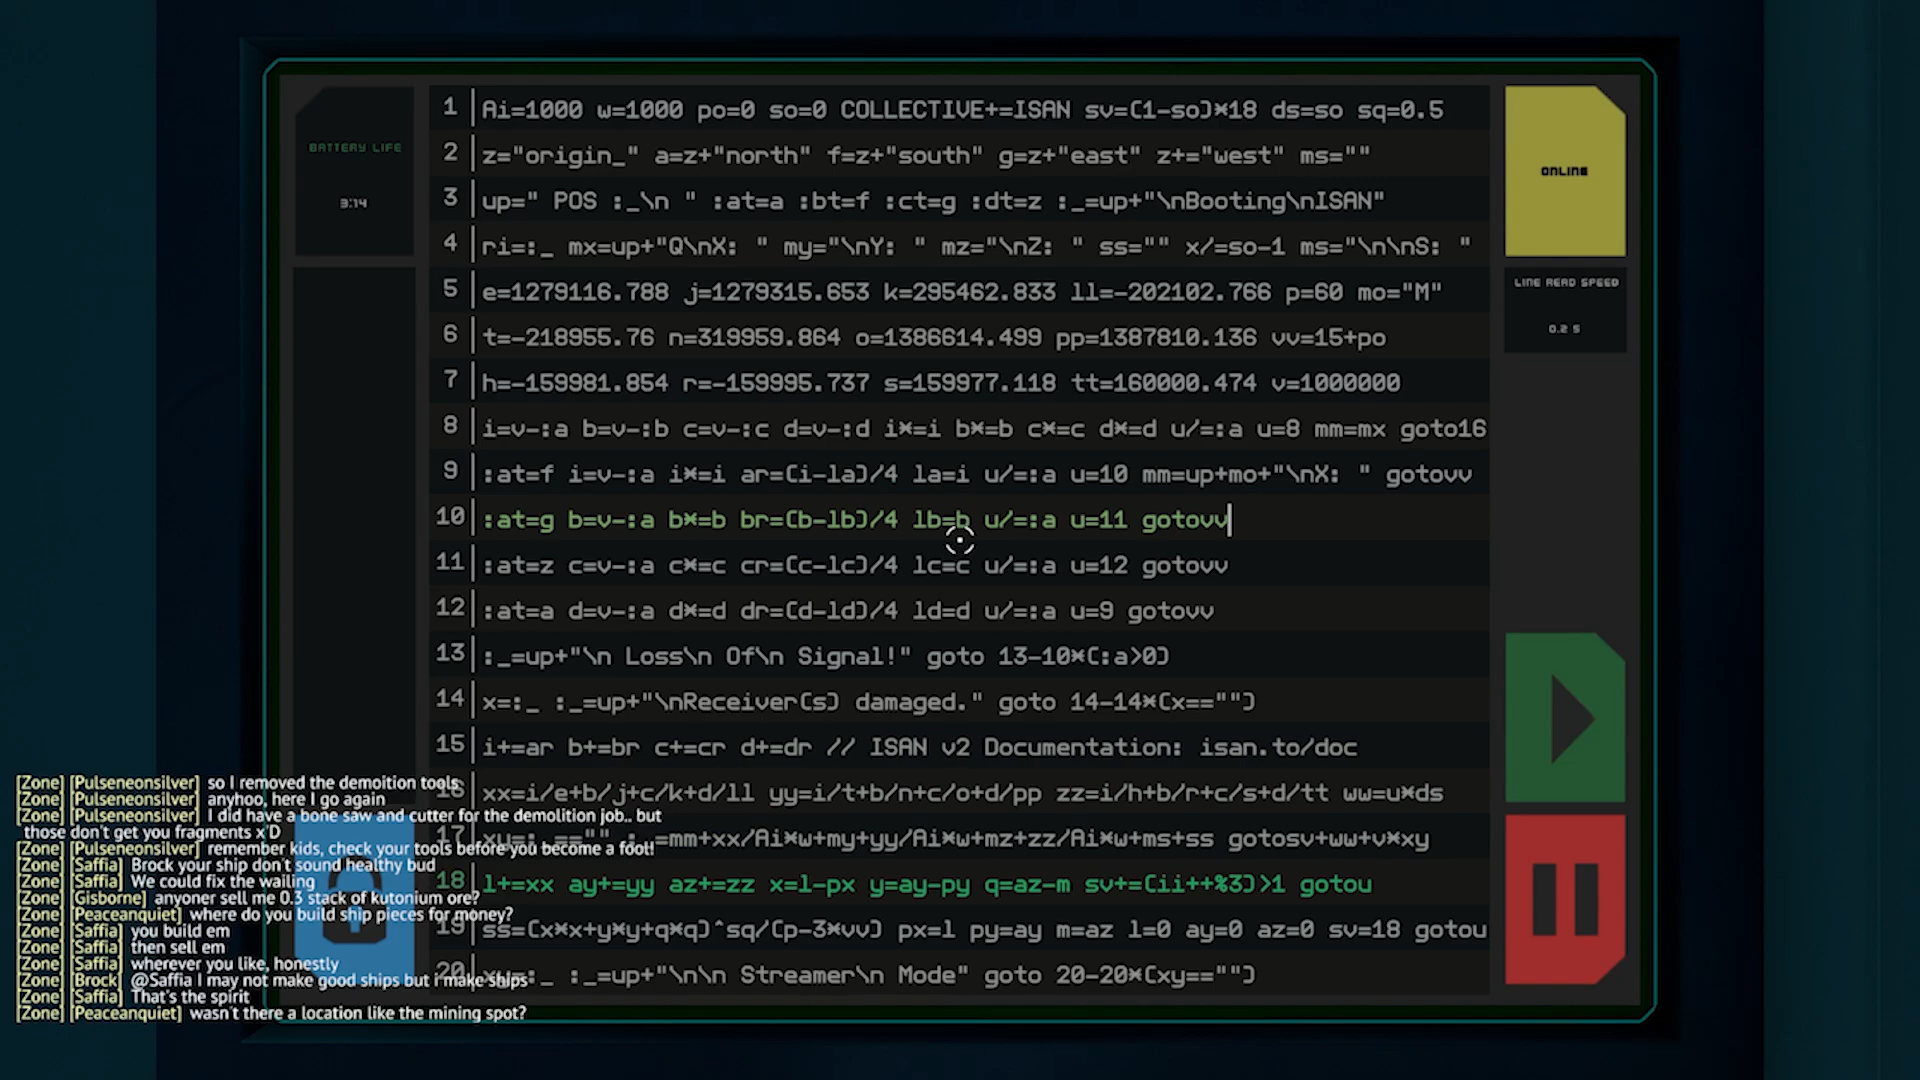 BATTERY LIFE
3:14
1 Ai=1000 w=1000 po=0 so=0 COLLECTIVE+=ISAN sv=(1-so)*18 ds=so sq=0.5
2 z="origin_" a=z+"north" f=z+"south" g=z+"east" z+="west" ms=""
3 up=" POS :_\n " :at=a :bt=f :ct=g :dt=z :_=up+"\nBooting\nISAN"
4 ri=:_ mx=up+"Q\nX: " my="\nY: " mz="\nZ: " ss="" x/=so-1 ms="\n\nS: "
5 e=1279116.788 j=1279315.653 k=295462.833 ll=-202102.766 p=60 mo="M"
6 t=-218955.76 n=319959.864 o=1386614.499 pp=1387810.136 vv=15+po
7 h=-159981.854 r=-159995.737 s=159977.118 tt=160000.474 v=1000000
8 i=v-:a b=v-:b c=v-:c d=v-:d i*=i b*=b c*=c d*=d u/=:a u=8 mm=mx goto16
9 :at=f i=v-:a i*=i ar=(i-la)/4 la=i u/=:a u=10 mm=up+mo+"\nX: " gotovv
10 :at=g b=v-:a b*=b br=(b-lb)/4 lb=b u/=:a u=11 gotovv
11 :at=z c=v-:a c*=c cr=(c-lc)/4 lc=c u/=:a u=12 gotovv
12 :at=a d=v-:a d*=d dr=(d-ld)/4 ld=d u/=:a u=9 gotovv
13 :_=up+"\n Loss\n Of\n Signal!" goto 13-10*(:a>0)
14 x=:_ :_=up+"\nReceiver(s) damaged." goto 14-14*(x=="")
15 i+=ar b+=br c+=cr d+=dr // ISAN v2 Documentation: isan.to/doc
16 xx=i/e+b/j+c/k+d/ll yy=i/t+b/n+c/o+d/pp zz=i/h+b/r+c/s+d/tt ww=u*ds
17 xy=:_=="" :_=mm+xx/Ai*w+my+yy/Ai*w+mz+zz/Ai*w+ms+ss gotosv+ww+v*xy
18 l+=xx ay+=yy az+=zz x=l-px y=ay-py q=az-m sv+=(ii++%3)>1 gotou
19 ss=(x*x+y*y+q*q)^sq/(p-3*vv) px=l py=ay m=az l=0 ay=0 az=0 sv=18 gotou
20 xy=:_ :_=up+"\n\n Streamer\n Mode" goto 20-20*(xy=="")
ONLINE
LINE READ SPEED
0.2 S
[Zone] [Pulseneonsilver] so I removed the demoition tools
[Zone] [Pulseneonsilver] anyhoo, here I go again
[Zone] [Pulseneonsilver] I did have a bone saw and cutter for the demolition job.. but
those don't get you fragments x'D
[Zone] [Pulseneonsilver] remember kids, check your tools before you become a foot!
[Zone] [Saffia] Brock your ship don't sound healthy bud
[Zone] [Saffia] We could fix the wailing
[Zone] [Gisborne] anyoner sell me 0.3 stack of kutonium ore?
[Zone] [Peaceanquiet] where do you build ship pieces for money?
[Zone] [Saffia] you build em
[Zone] [Saffia] then sell em
[Zone] [Saffia] wherever you like, honestly
[Zone] [Brock] @Saffia I may not make good ships but i make ships
[Zone] [Saffia] That's the spirit
[Zone] [Peaceanquiet] wasn't there a location like the mining spot?